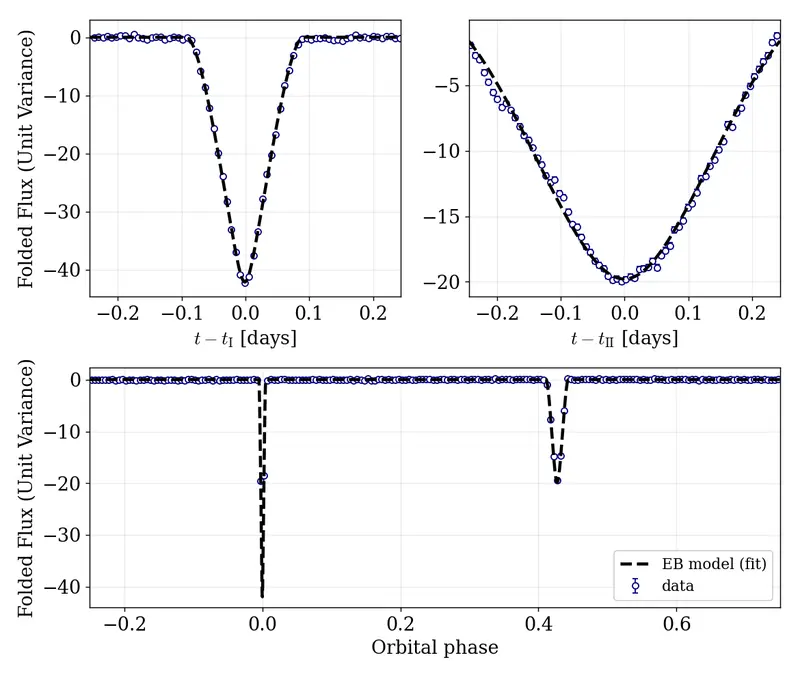 Folded Flux (Unit Variance)
0
−10
−20
−30
−40
−0.2 −0.1 0.0 0.1 0.2
t − tI [days]
−5
−10
−15
−20
−0.2 −0.1 0.0 0.1 0.2
t − tII [days]
Folded Flux (Unit Variance)
0
−10
−20
−30
−40
EB model (fit)
data
−0.2 0.0 0.2 0.4 0.6
Orbital phase